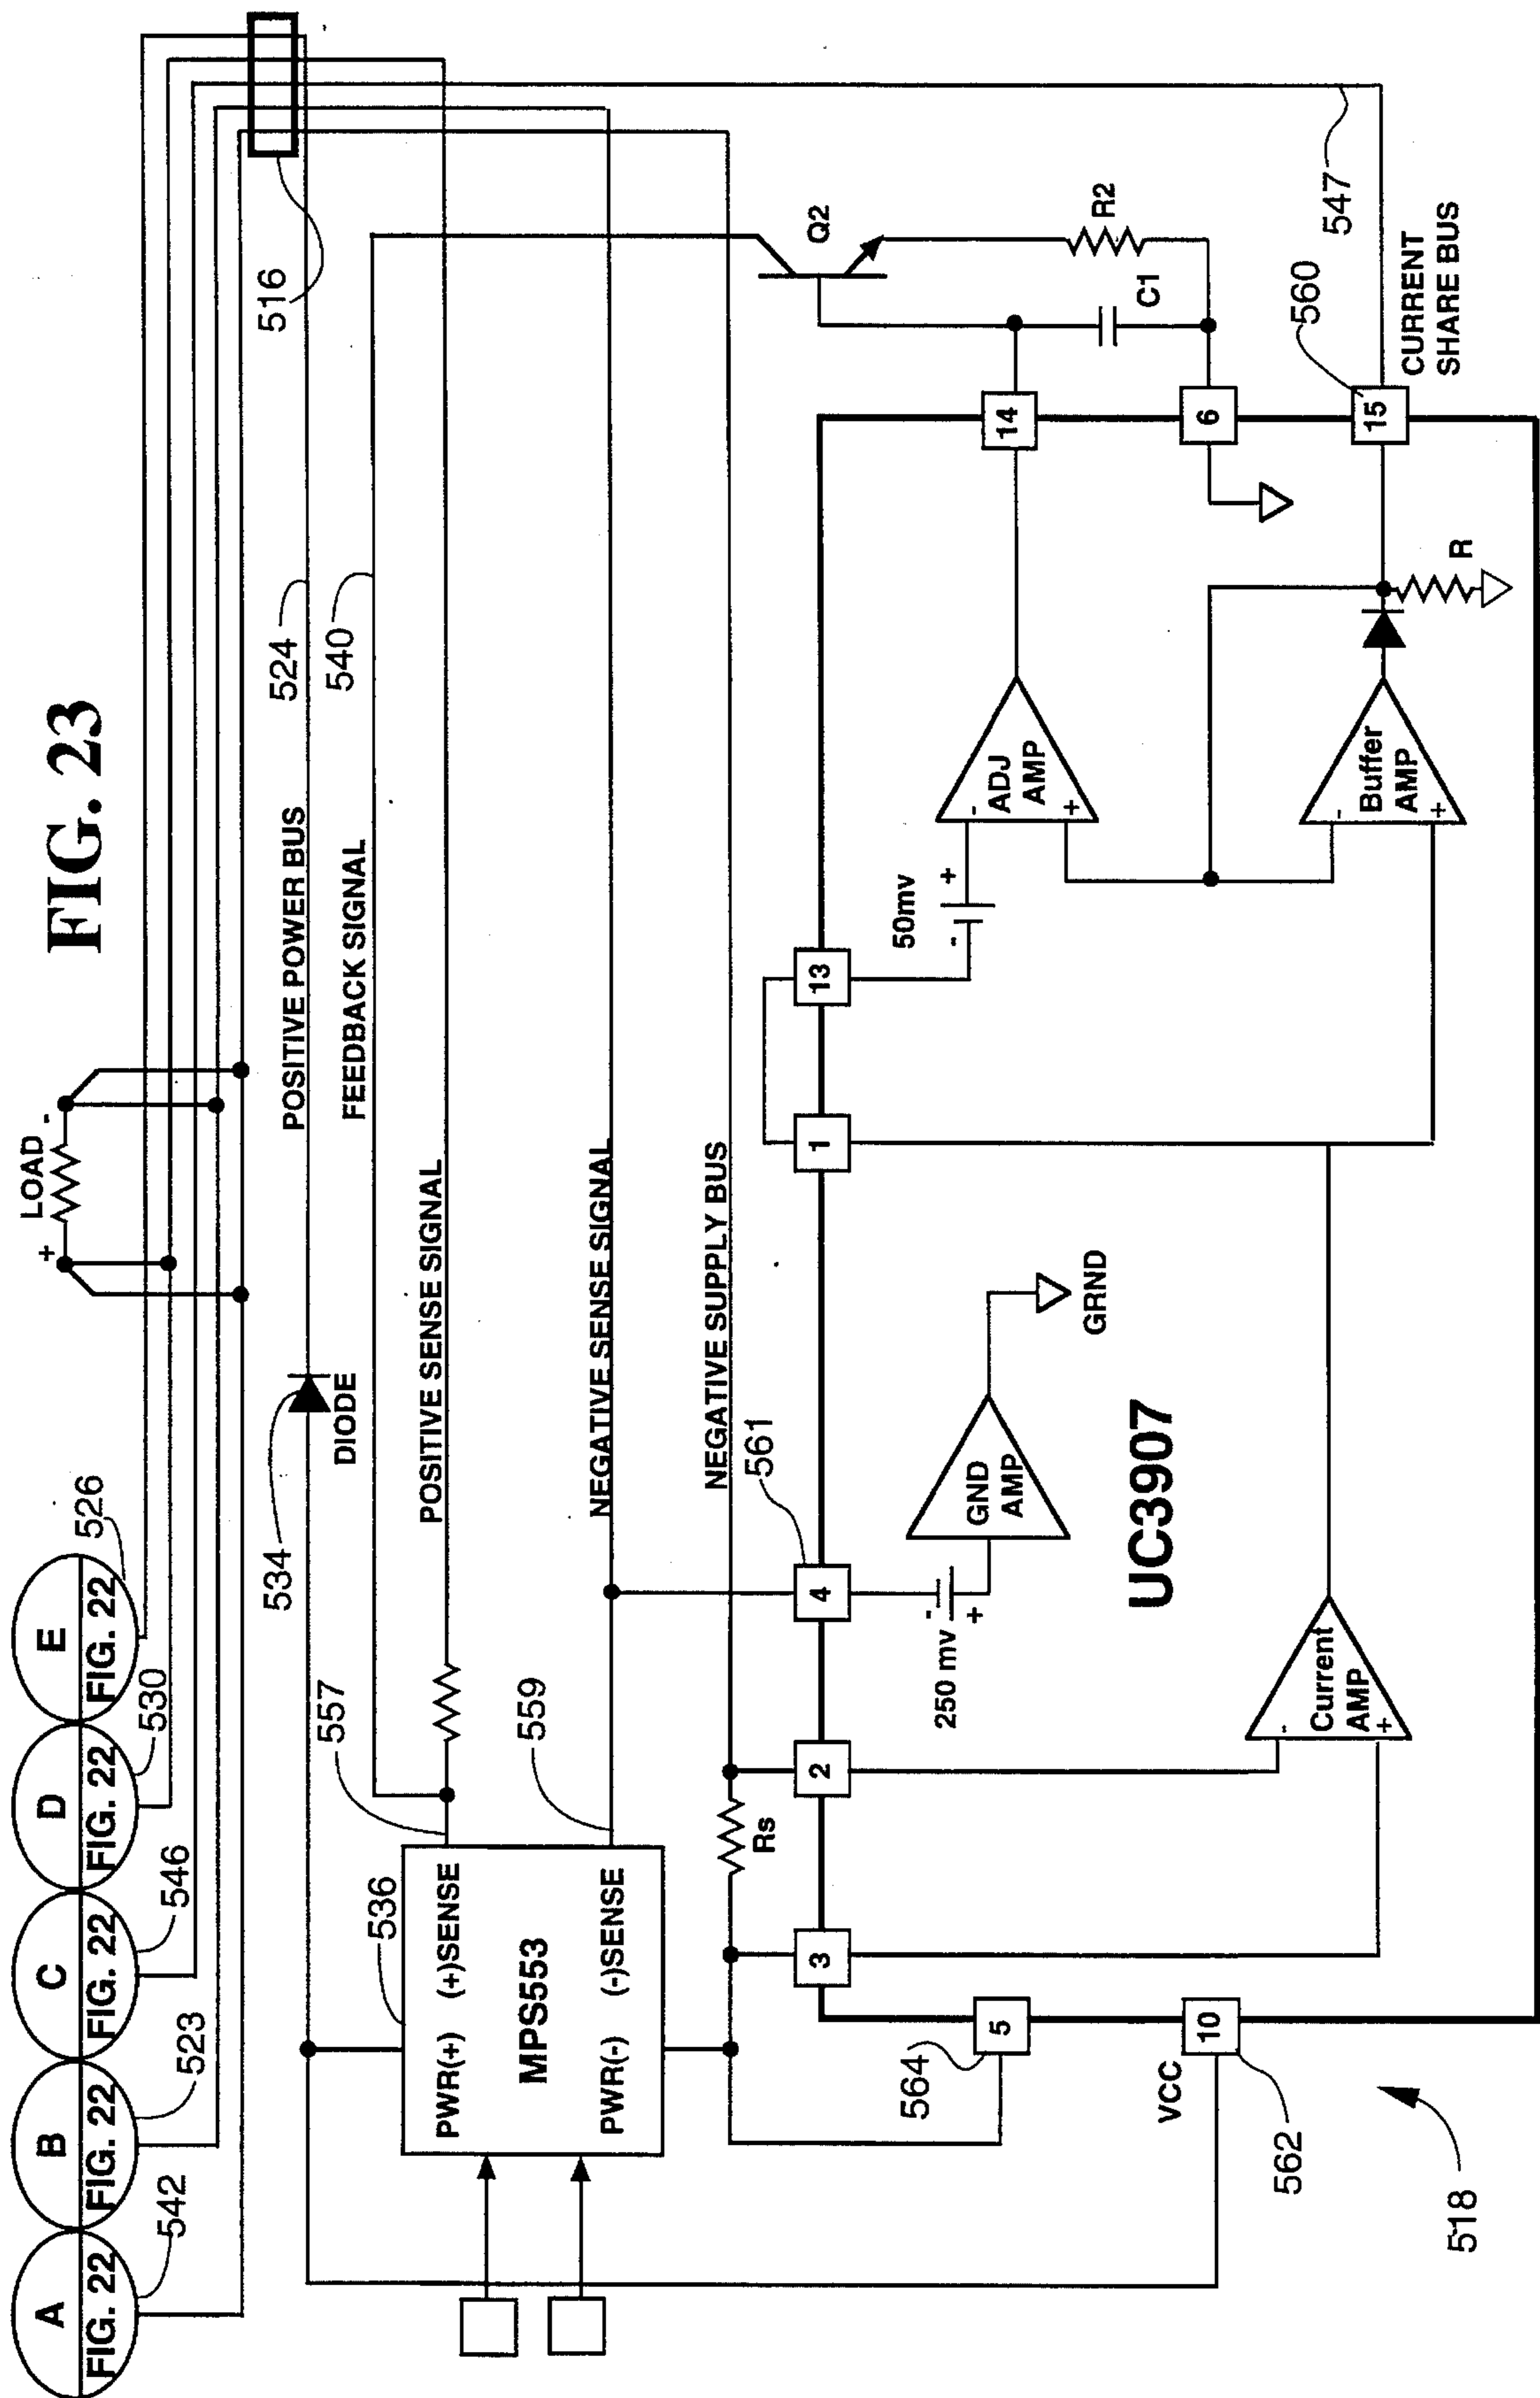 FIG. 23
A
FIG. 22
542
B
FIG. 22
523
C
FIG. 22
546
D
FIG. 22
530
E
FIG. 22
526
+
LOAD
-
516
534
DIODE
POSITIVE POWER BUS
524
FEEDBACK SIGNAL
540
536
PWR(+)
(+)SENSE
MPS553
PWR(-)
(-)SENSE
557
POSITIVE SENSE SIGNAL
559
NEGATIVE SENSE SIGNAL
Rs
NEGATIVE SUPPLY BUS
561
Q2
R2
C1
547
3
2
4
1
13
50mv
-
+
250 mv
-
+
GND
AMP
GRND
-
ADJ
AMP
+
14
6
564
5
VCC
10
562
UC3907
-
Current
AMP
+
-
Buffer
AMP
+
R
15
560
CURRENT
SHARE BUS
518